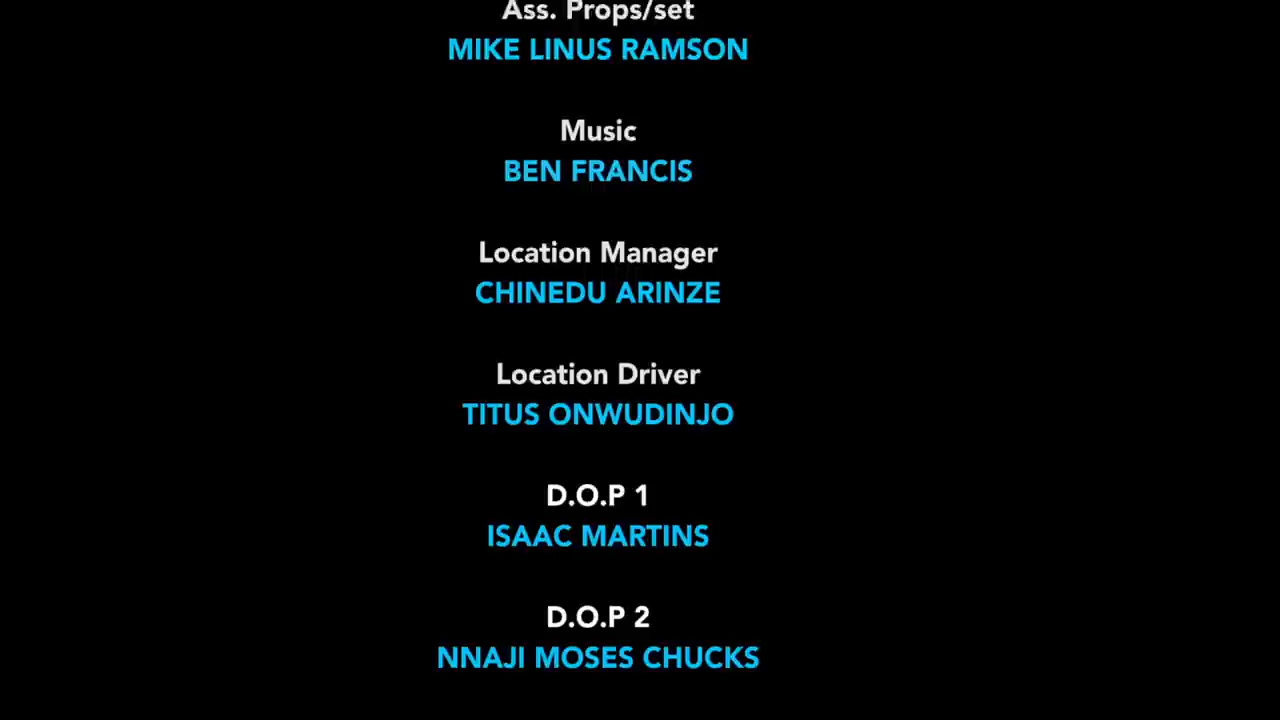 Ass. Props/set
MIKE LINUS RAMSON
Music
BEN FRANCIS
Location Manager
CHINEDU ARINZE
Location Driver
TITUS ONWUDINJO
D.O.P 1
ISAAC MARTINS
D.O.P 2
NNAJI MOSES CHUCKS